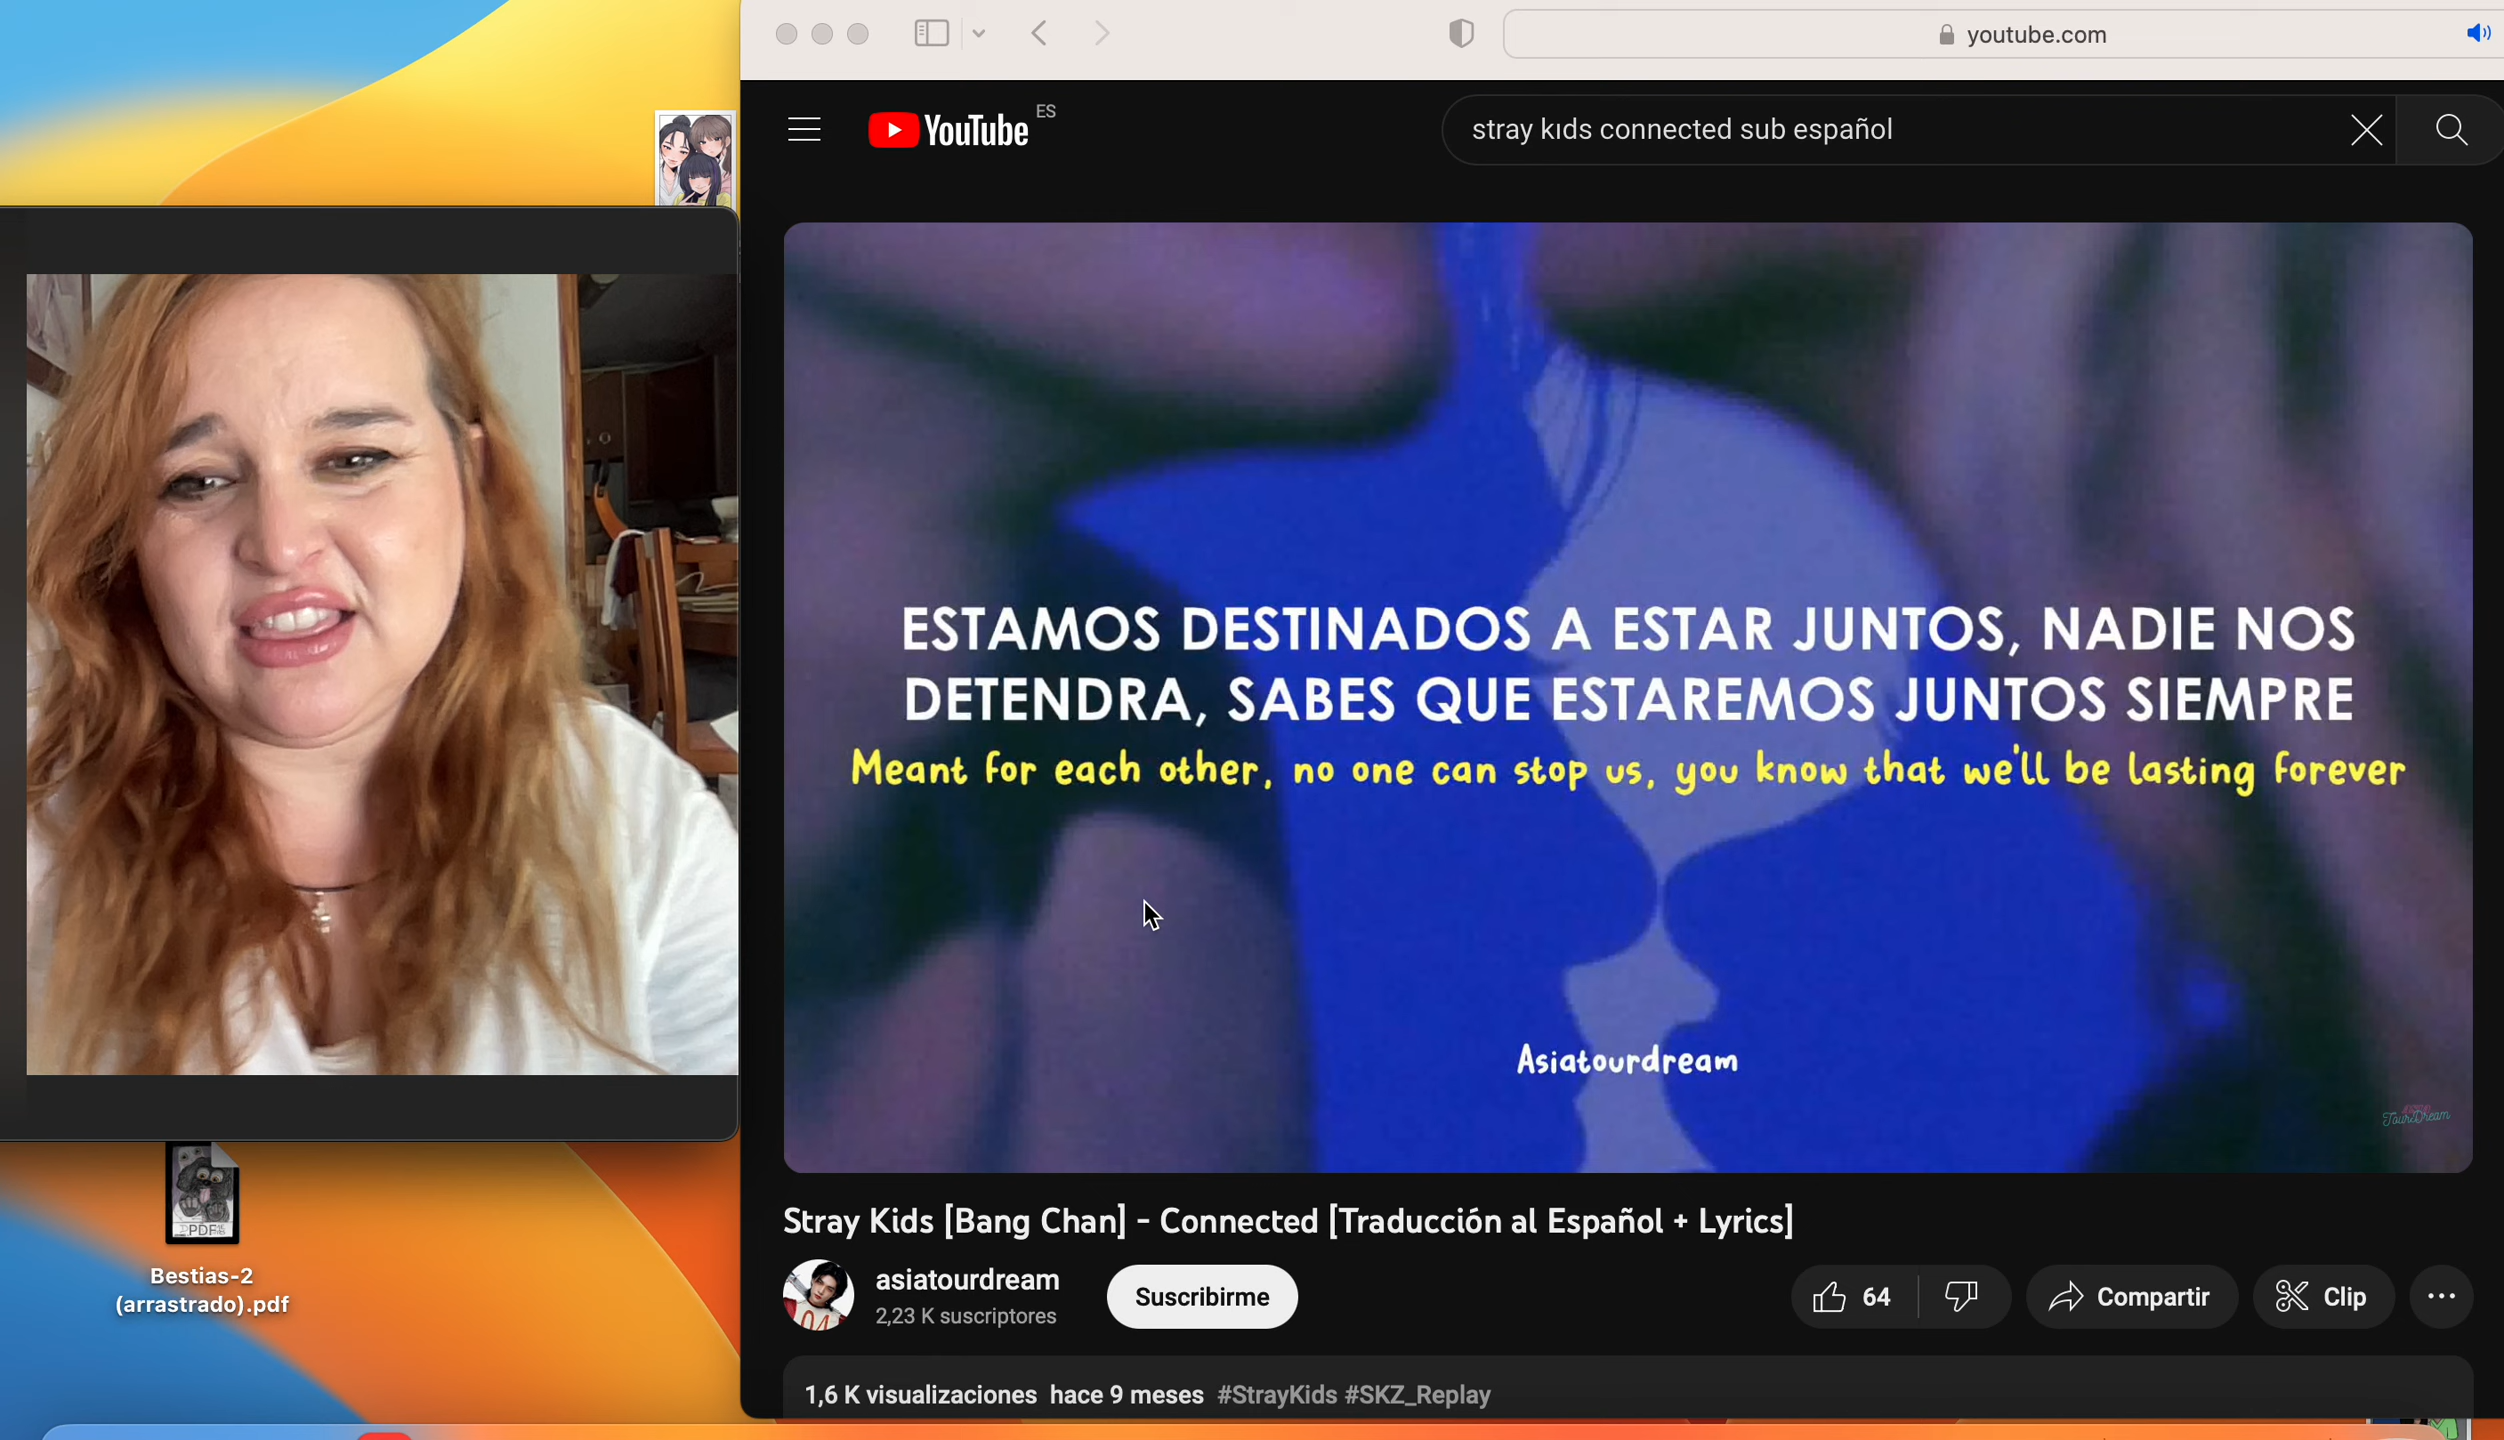 youtube.com
YouTube ES
stray kids connected sub español
ESTAMOS DESTINADOS A ESTAR JUNTOS, NADIE NOS
DETENDRA, SABES QUE ESTAREMOS JUNTOS SIEMPRE
Meant for each other, no one can stop us, you know that we'll be lasting forever
Asiatourdream
TourDream
Stray Kids [Bang Chan] - Connected [Traducción al Español + Lyrics]
asiatourdream
2,23 K suscriptores
Suscribirme
64
Compartir
Clip
1,6 K visualizaciones hace 9 meses #StrayKids #SKZ_Replay
PDF
Bestias-2
(arrastrado).pdf